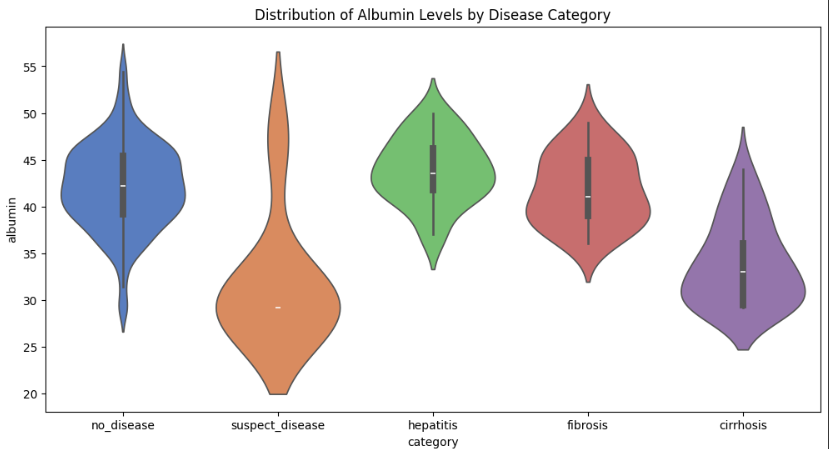 Distribution of Albumin Levels by Disease Category
albumin
55
50
45
40
35
30
25
20
no_disease suspect_disease hepatitis fibrosis cirrhosis
category